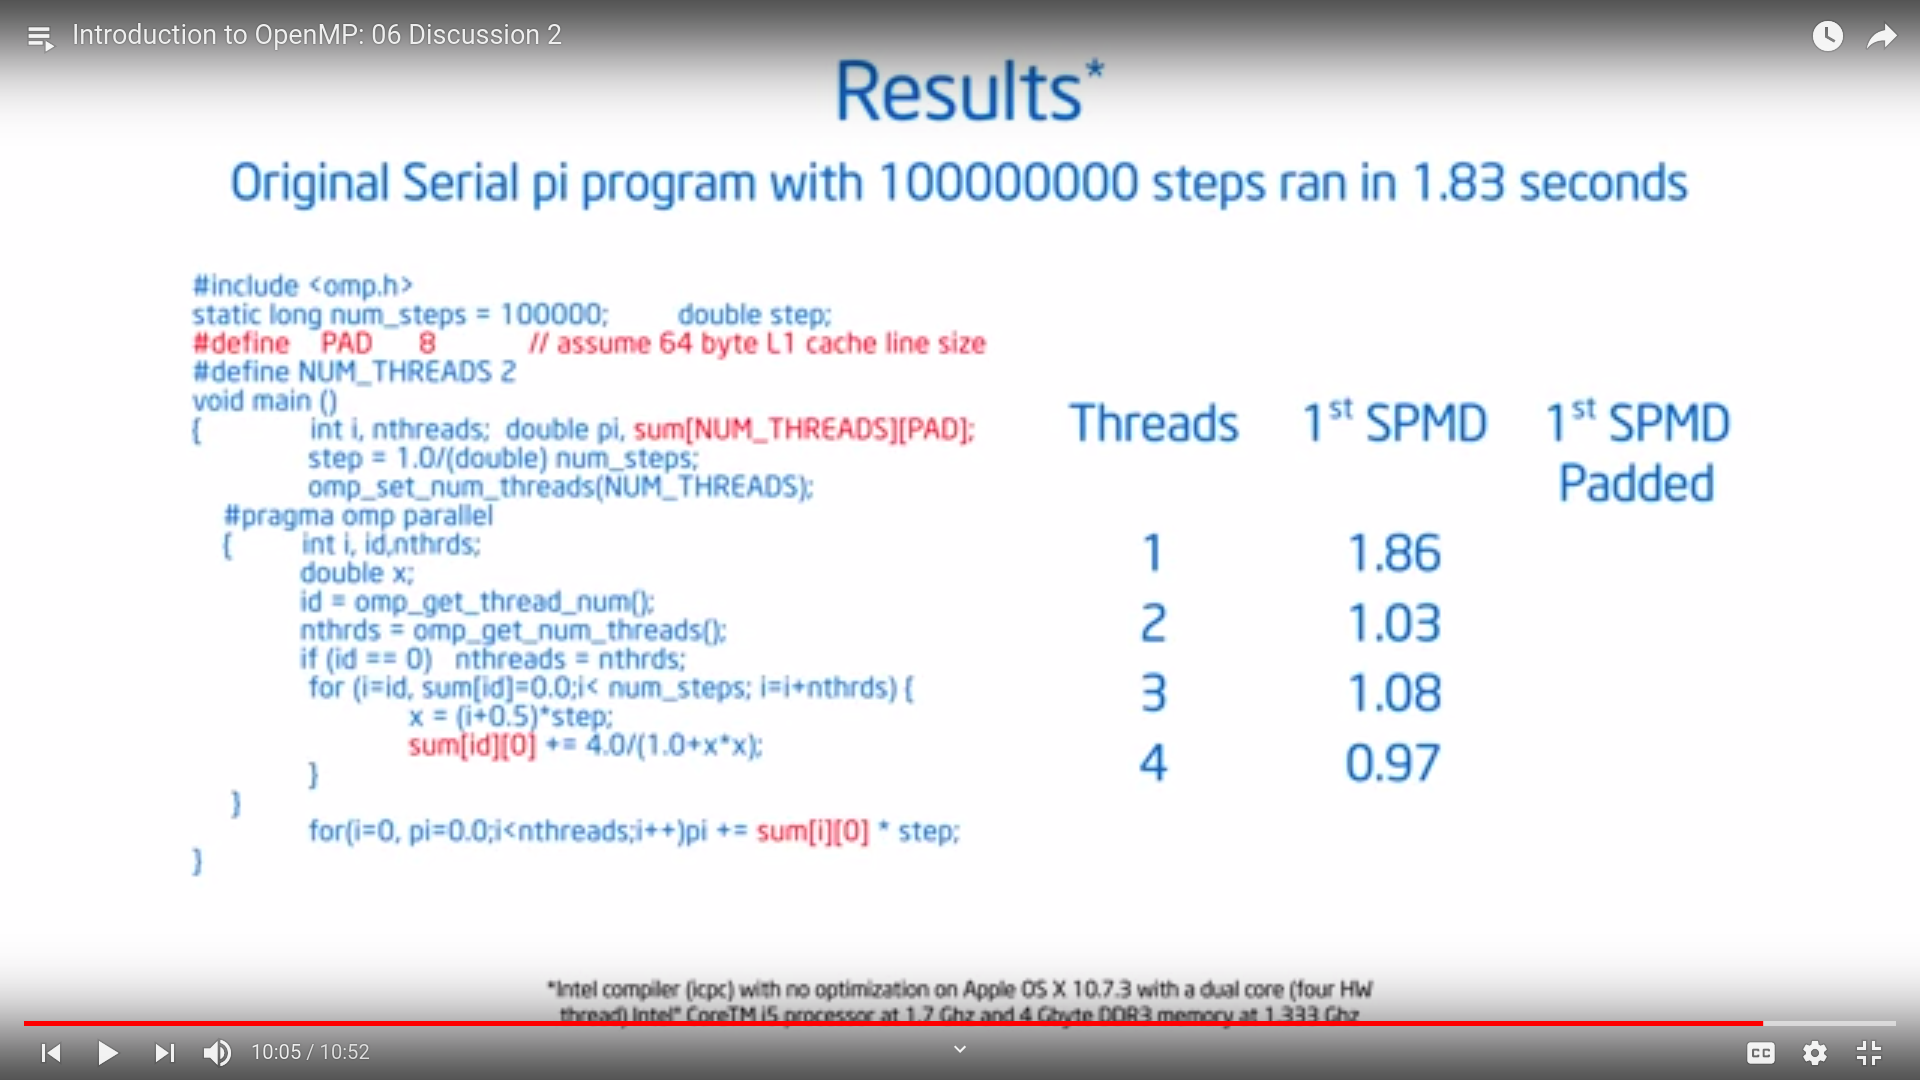 Introduction to OpenMP: 06 Discussion 2
Results*
Original Serial pi program with 100000000 steps ran in 1.83 seconds
#include <omp.h>
static long num_steps = 100000; double step;
#define PAD 8 // assume 64 byte L1 cache line size
#define NUM_THREADS 2
void main ()
{ int i, nthreads; double pi, sum[NUM_THREADS][PAD];
step = 1.0/(double) num_steps;
omp_set_num_threads(NUM_THREADS);
#pragma omp parallel
{ int i, id,nthrds;
double x;
id = omp_get_thread_num();
nthrds = omp_get_num_threads();
if (id == 0) nthreads = nthrds;
for (i=id, sum[id]=0.0;i< num_steps; i=i+nthrds) {
x = (i+0.5)*step;
sum[id][0] += 4.0/(1.0+x*x);
}
}
for(i=0, pi=0.0;i<nthreads;i++)pi += sum[i][0] * step;
}
Threads 1st SPMD 1st SPMD
Padded
1 1.86
2 1.03
3 1.08
4 0.97
*Intel compiler (icpc) with no optimization on Apple OS X 10.7.3 with a dual core (four HW
thread) Intel® CoreTM i5 processor at 1.7 Ghz and 4 Gbyte DDR3 memory at 1.333 Ghz
10:05 / 10:52
CC